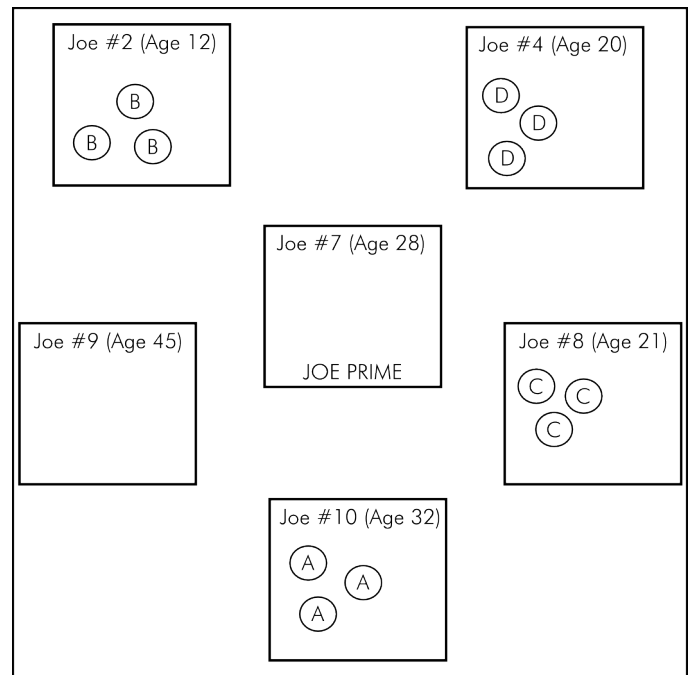 Joe #2 (Age 12)
B
B
B
Joe #4 (Age 20)
D
D
D
Joe #7 (Age 28)
JOE PRIME
Joe #9 (Age 45)
Joe #8 (Age 21)
C
C
C
Joe #10 (Age 32)
A
A
A